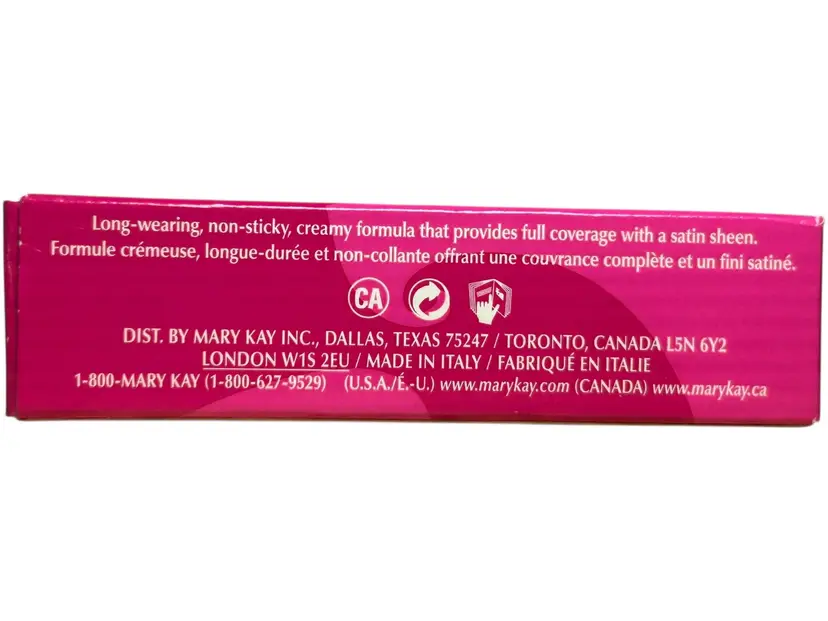 Long-wearing, non-sticky, creamy formula that provides full coverage with a satin sheen.
Formule crémeuse, longue-durée et non-collante offrant une couvrance complète et un fini satiné.
CA
DIST. BY MARY KAY INC., DALLAS, TEXAS 75247 / TORONTO, CANADA L5N 6Y2
LONDON W1S 2EU / MADE IN ITALY / FABRIQUÉ EN ITALIE
1-800-MARY KAY (1-800-627-9529) (U.S.A./É.-U.) www.marykay.com (CANADA) www.marykay.ca